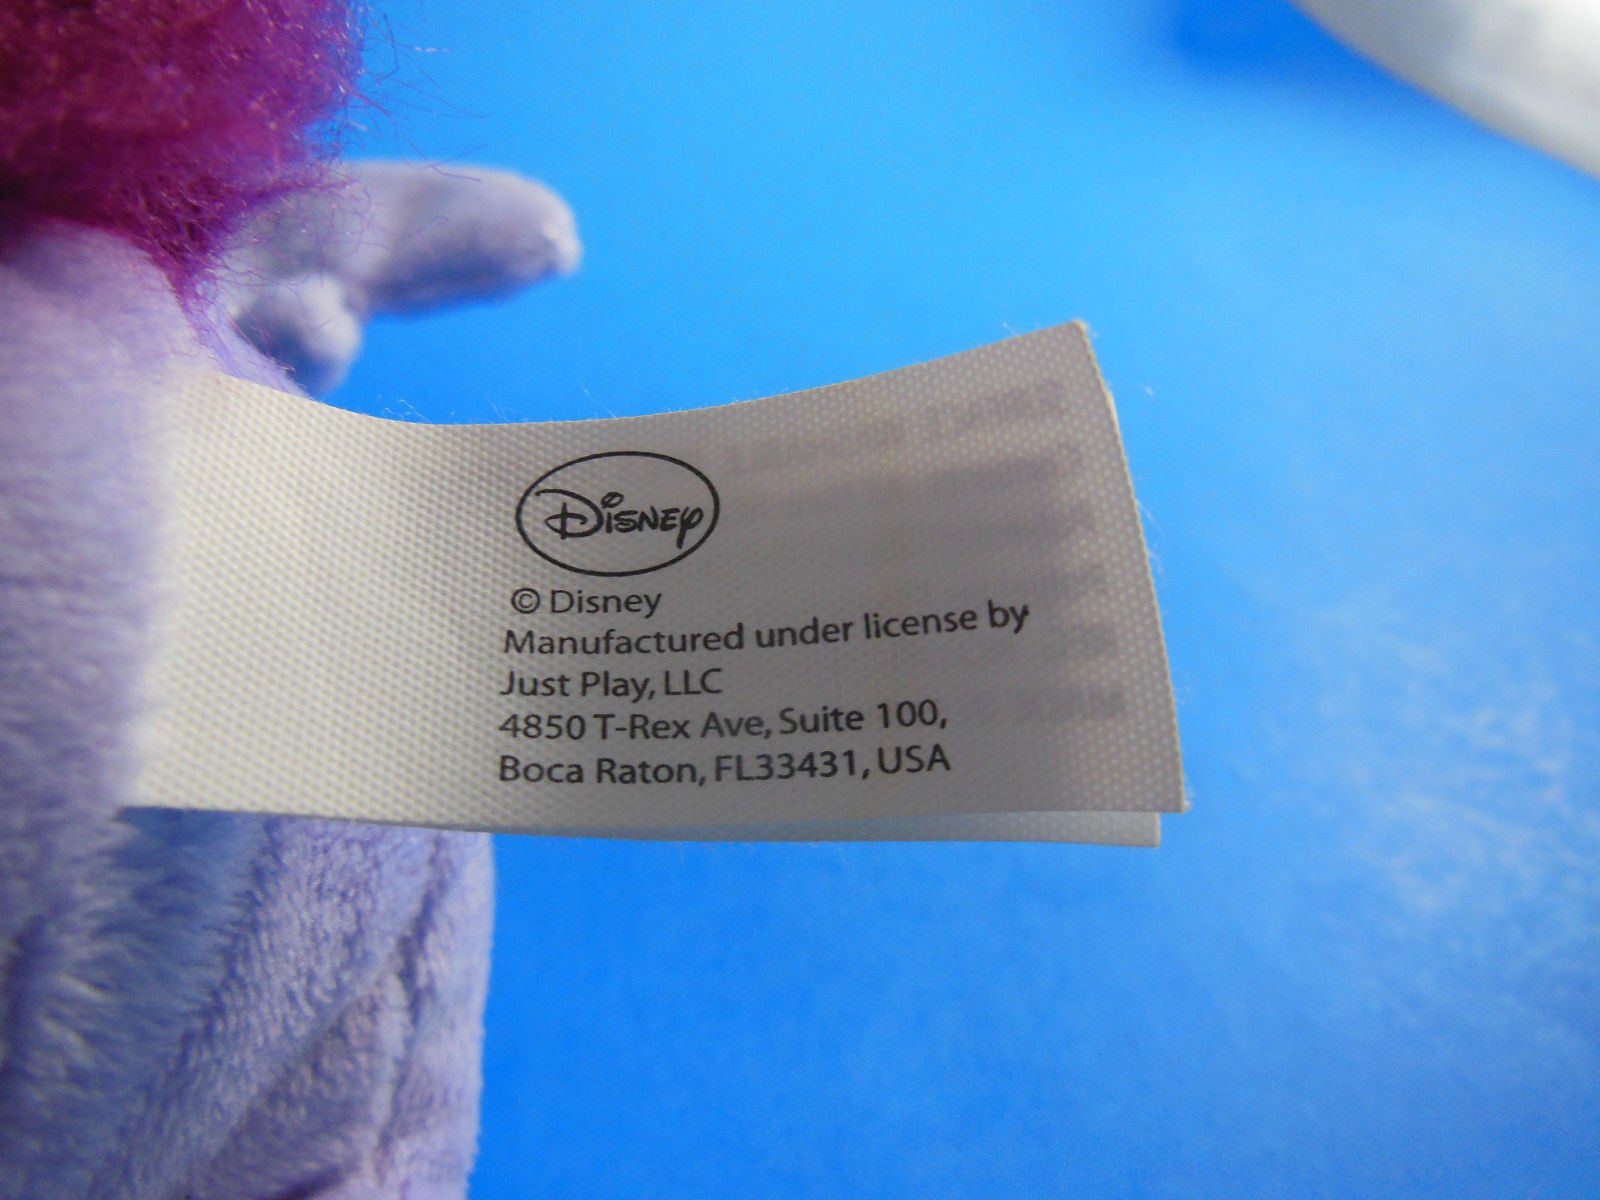 Disney
© Disney
Manufactured under license by
Just Play, LLC
4850 T-Rex Ave, Suite 100,
Boca Raton, FL33431, USA